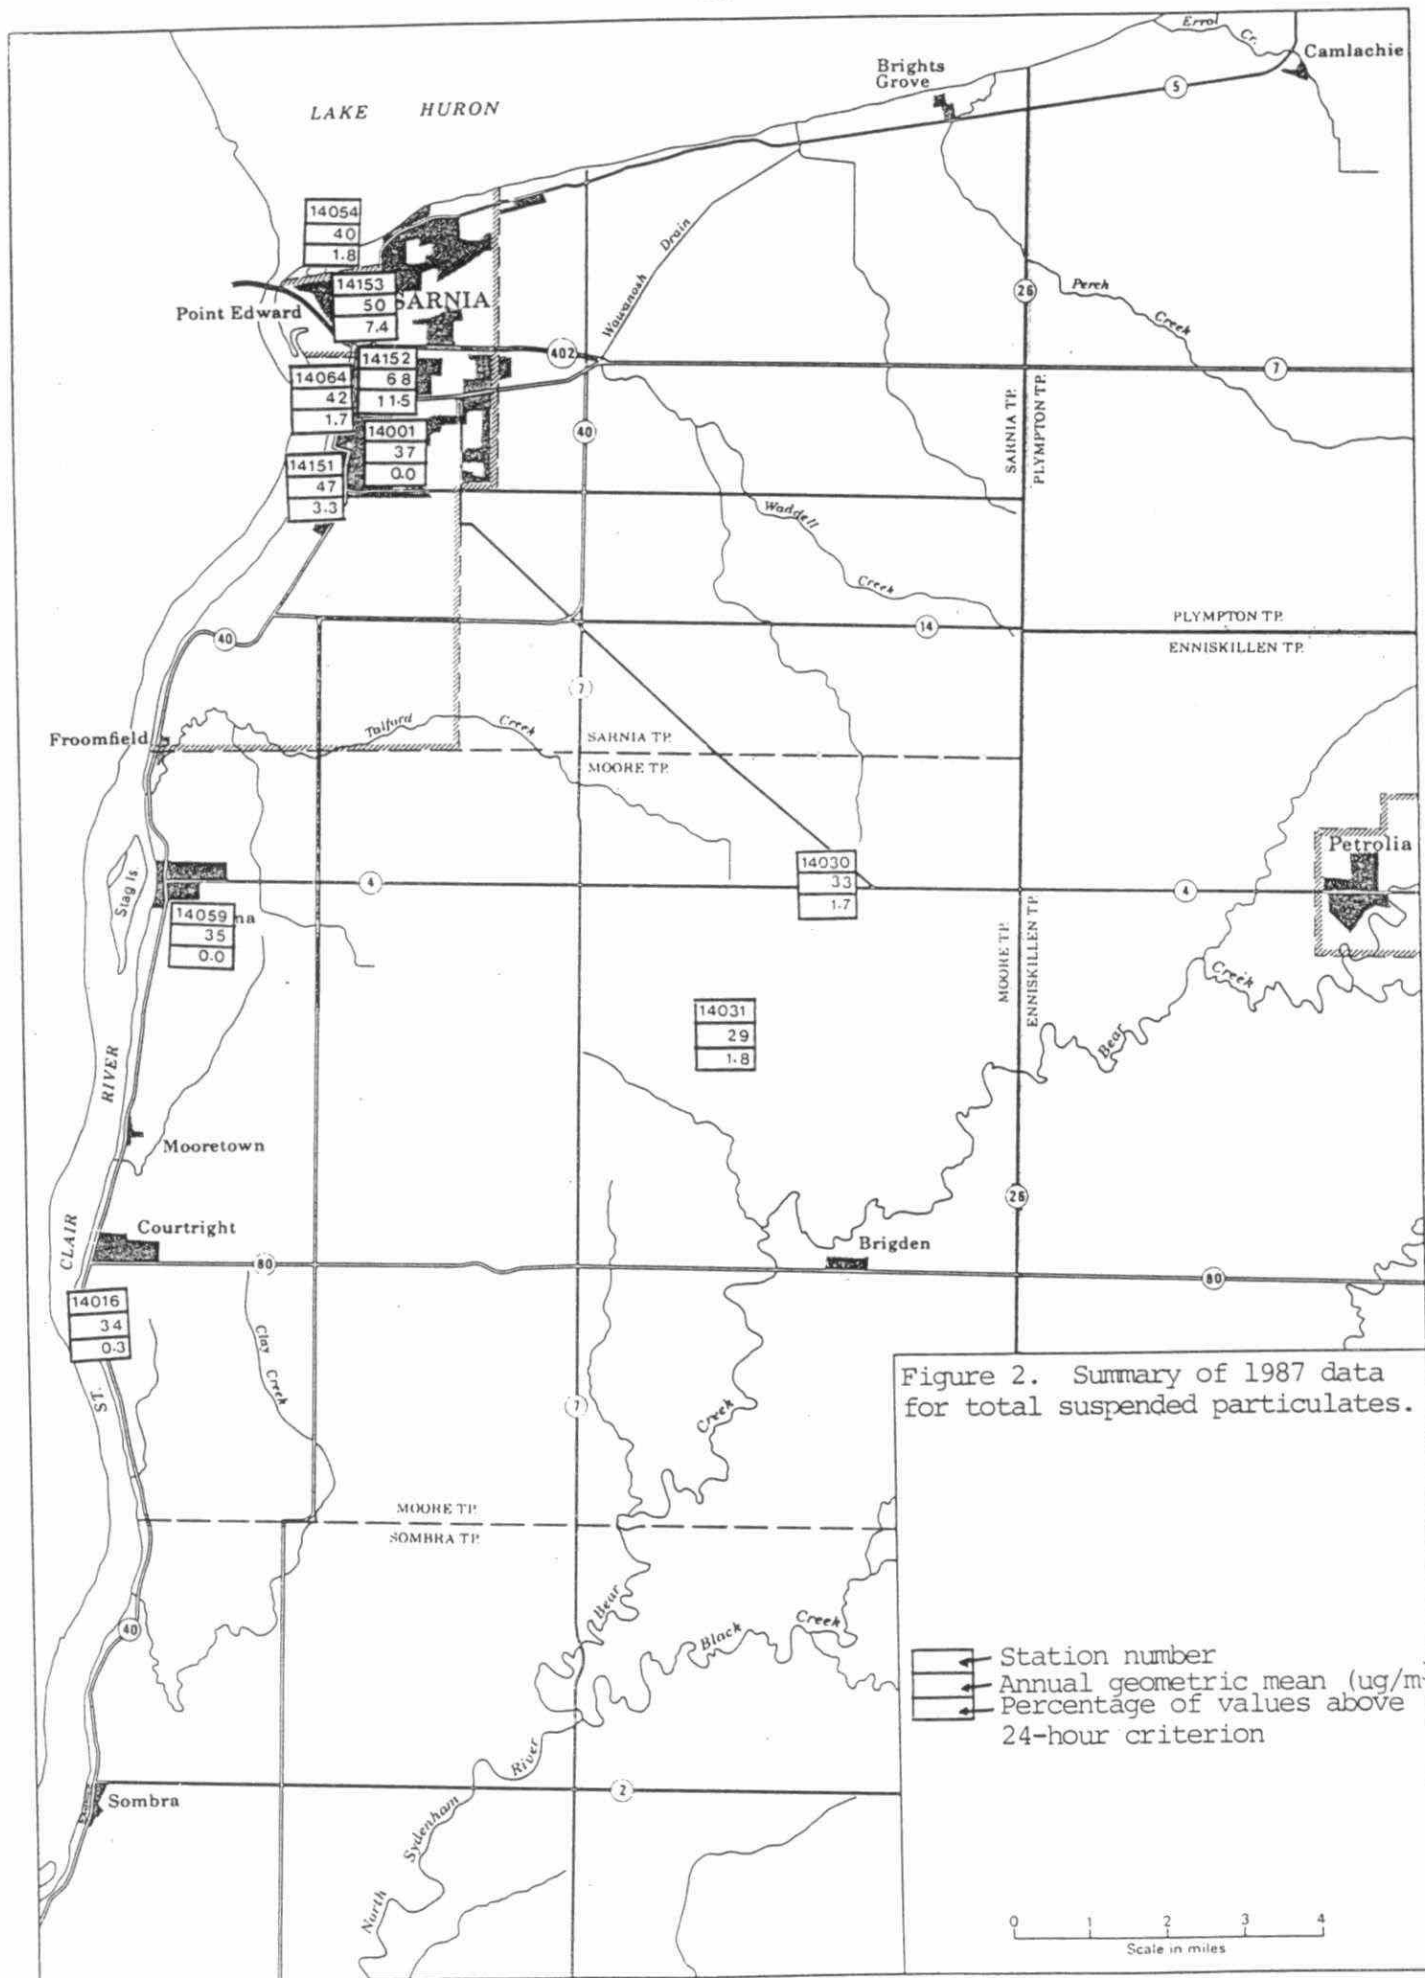 Errol
Cr.
Camlachie
Brights
Grove
5
LAKE HURON
14054
40
1.8
Wawanosh Drain
14153
50
7.4
SARNIA
Point Edward
26
Perch
Creek
402
7
14152
68
11.5
14064
42
1.7
40
SARNIA TP.
PLYMPTON TP.
14001
37
0.0
14151
47
3.3
Waddell
Creek
14
PLYMPTON TP.
ENNISKILLEN TP.
40
7
Talford Creek
Froomfield
SARNIA TP.
MOORE TP.
Petrolia
14030
33
1.7
4
4
Stag Is.
14059
35
0.0
na
MOORE TP.
ENNISKILLEN TP.
Creek
Bear
14031
29
1.8
RIVER
Mooretown
26
CLAIR
Courtright
Brigden
80
80
14016
34
0.3
Clay
Creek
ST.
Figure 2. Summary of 1987 data
for total suspended particulates.
7
Creek
MOORE TP.
SOMBRA TP.
Bear
Black
Creek
40
Station number
Annual geometric mean (ug/m
Percentage of values above
24-hour criterion
River
2
Sombra
Sydenham
North
0 1 2 3 4
Scale in miles